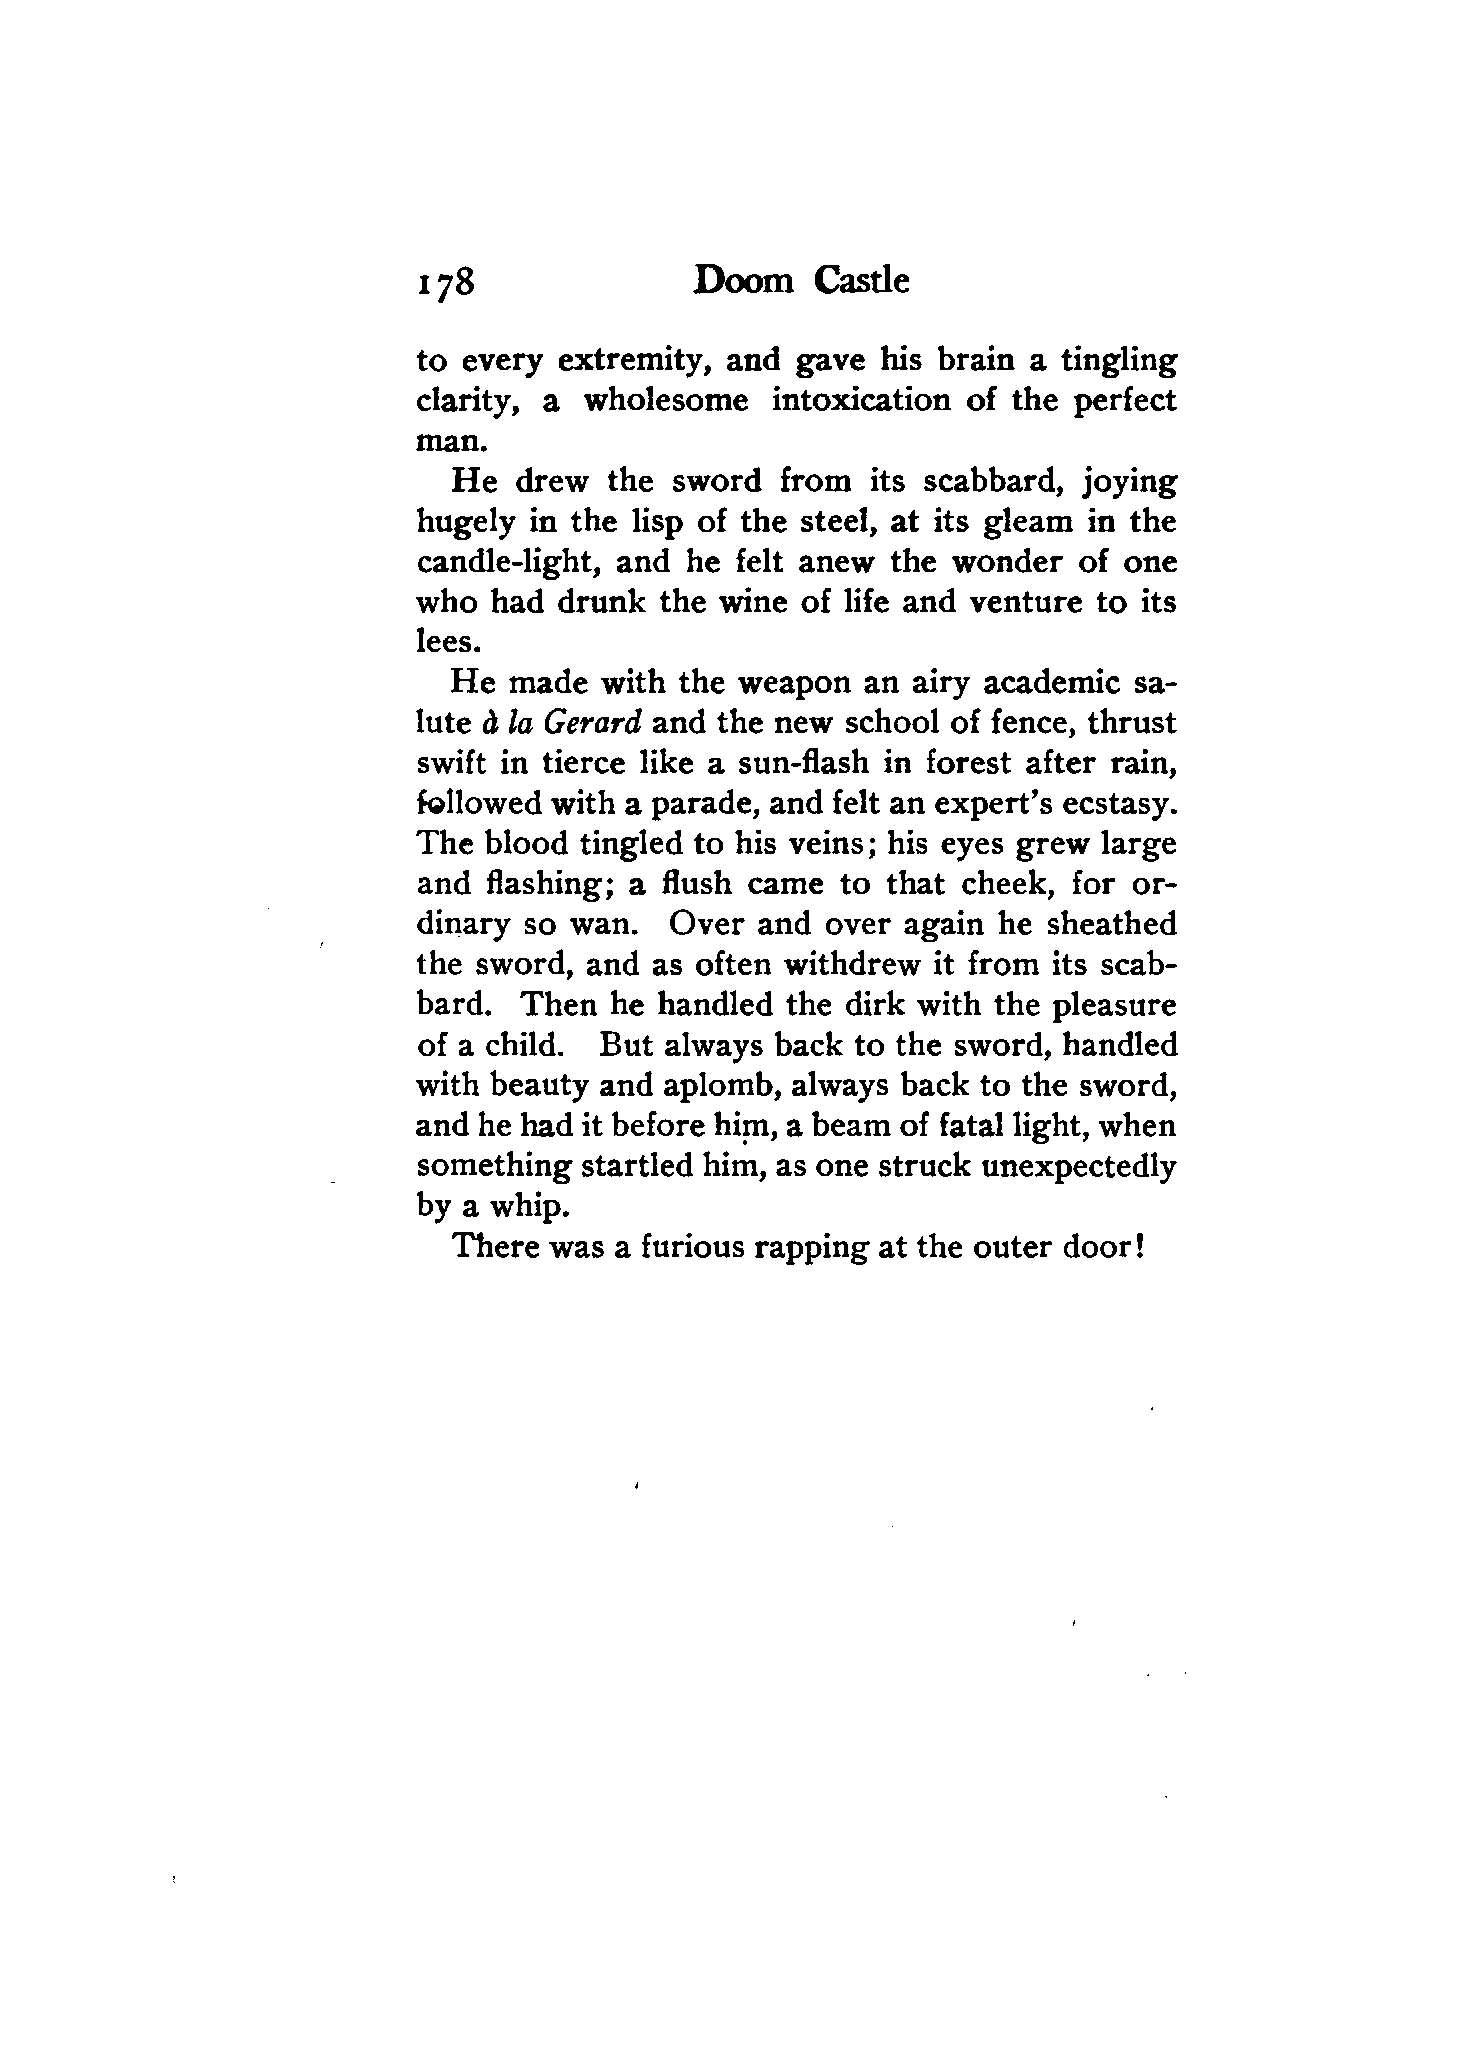 178 Doom Castle
to every extremity, and gave his brain a tingling
clarity, a wholesome intoxication of the perfect
man.
He drew the sword from its scabbard, joying
hugely in the lisp of the steel, at its gleam in the
candle-light, and he felt anew the wonder of one
who had drunk the wine of life and venture to its
lees.
He made with the weapon an airy academic sa-
lute à la Gerard and the new school of fence, thrust
swift in tierce like a sun-flash in forest after rain,
followed with a parade, and felt an expert's ecstasy.
The blood tingled to his veins; his eyes grew large
and flashing; a flush came to that cheek, for or-
dinary so wan. Over and over again he sheathed
the sword, and as often withdrew it from its scab-
bard. Then he handled the dirk with the pleasure
of a child. But always back to the sword, handled
with beauty and aplomb, always back to the sword,
and he had it before him, a beam of fatal light, when
something startled him, as one struck unexpectedly
by a whip.
There was a furious rapping at the outer door!